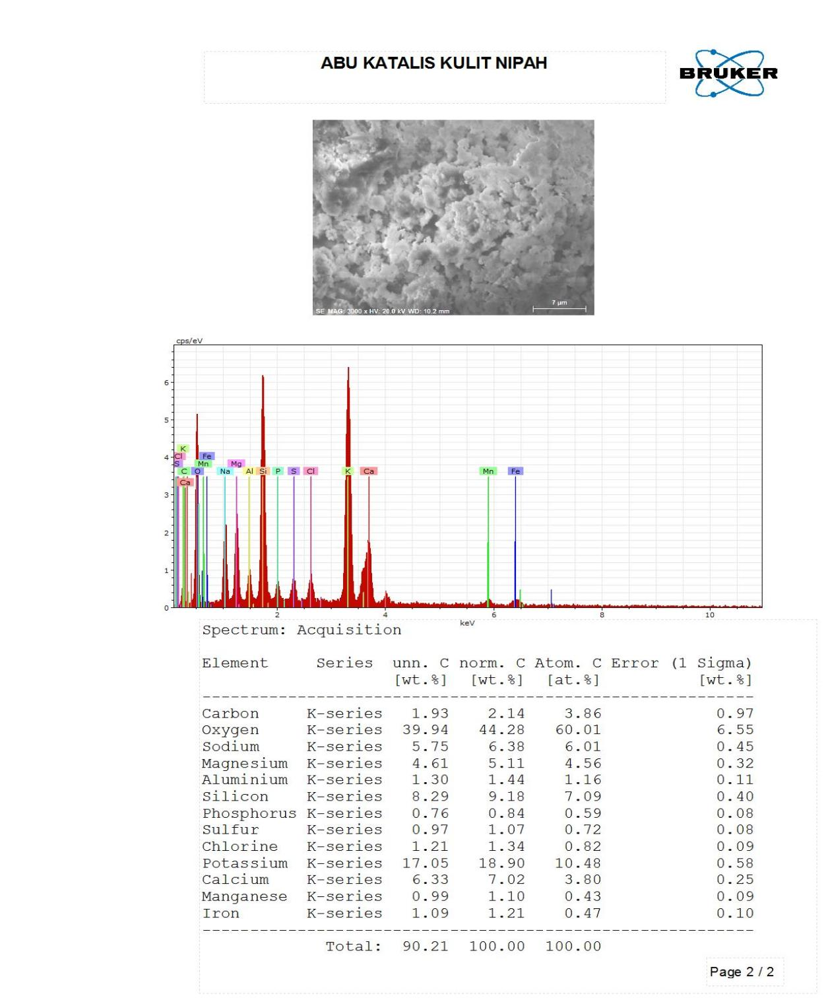 ABU KATALIS KULIT NIPAH
BRUKER
SE MAG: 3000 x HV: 20.0 kV WD: 10.2 mm
7 µm
cps/eV
6
5
4
3
2
1
0
K
Cl Fe
S Mn Mg
C O Na Al Si P S Cl K Ca Mn Fe
Ca
2 4 6 8 10
keV
Spectrum: Acquisition
Element Series unn. C norm. C Atom. C Error (1 Sigma)
[wt.%] [wt.%] [at.%] [wt.%]
----------------------------------------------------------
Carbon K-series 1.93 2.14 3.86 0.97
Oxygen K-series 39.94 44.28 60.01 6.55
Sodium K-series 5.75 6.38 6.01 0.45
Magnesium K-series 4.61 5.11 4.56 0.32
Aluminium K-series 1.30 1.44 1.16 0.11
Silicon K-series 8.29 9.18 7.09 0.40
Phosphorus K-series 0.76 0.84 0.59 0.08
Sulfur K-series 0.97 1.07 0.72 0.08
Chlorine K-series 1.21 1.34 0.82 0.09
Potassium K-series 17.05 18.90 10.48 0.58
Calcium K-series 6.33 7.02 3.80 0.25
Manganese K-series 0.99 1.10 0.43 0.09
Iron K-series 1.09 1.21 0.47 0.10
----------------------------------------------------------
Total: 90.21 100.00 100.00
Page 2 / 2